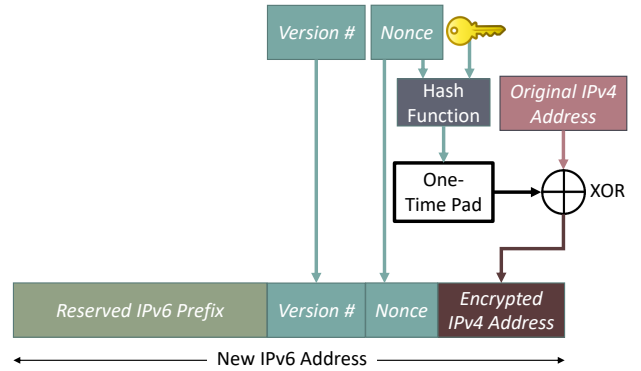 Version #
Nonce
Hash
Function
Original IPv4
Address
One-
Time Pad
XOR
Reserved IPv6 Prefix
Version #
Nonce
Encrypted
IPv4 Address
New IPv6 Address